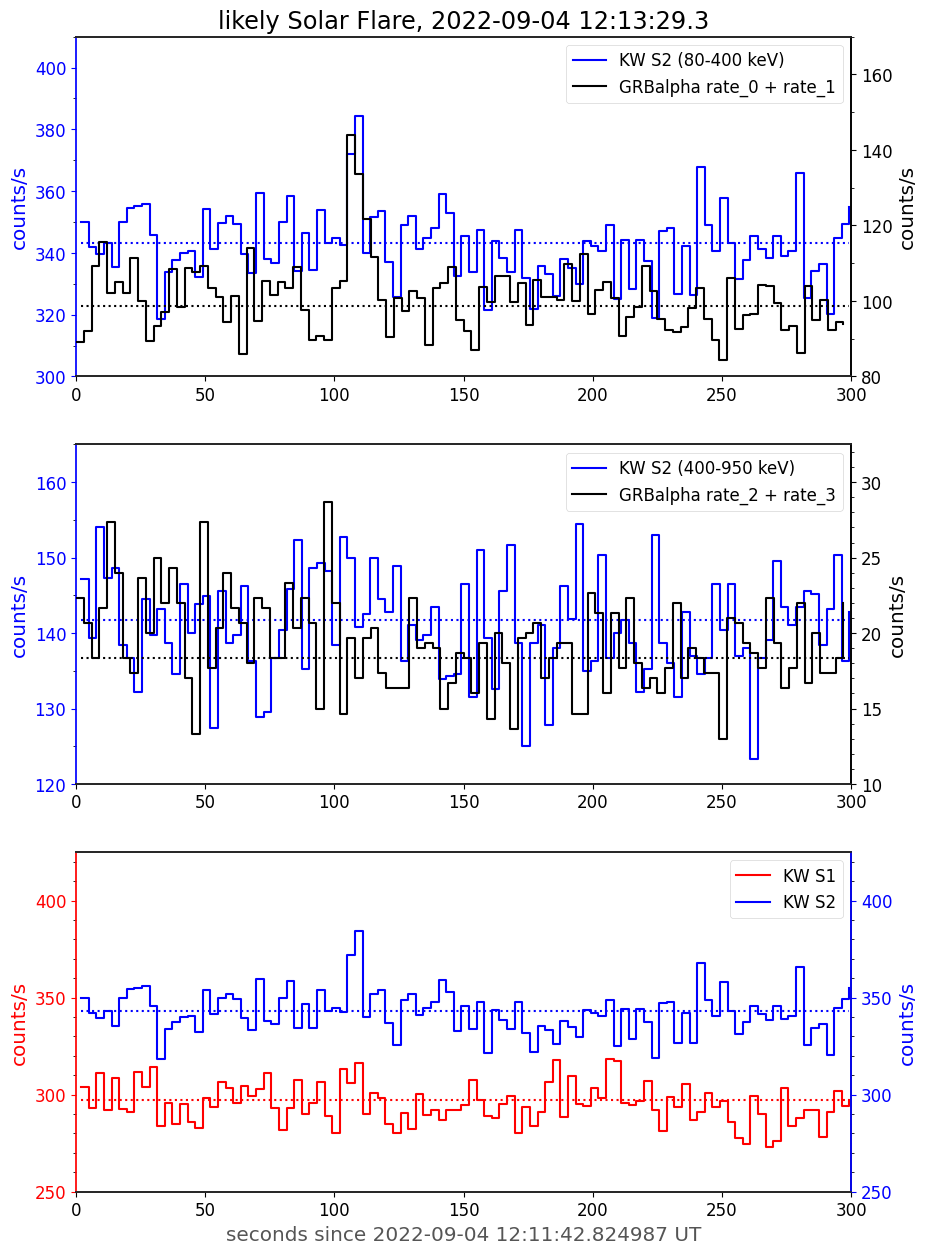 likely Solar Flare, 2022-09-04 12:13:29.3
KW S2 (80-400 keV)
GRBalpha rate_0 + rate_1
counts/s
counts/s
400
380
360
340
320
300
160
140
120
100
80
0 50 100 150 200 250 300
KW S2 (400-950 keV)
GRBalpha rate_2 + rate_3
counts/s
counts/s
160
150
140
130
120
30
25
20
15
10
0 50 100 150 200 250 300
KW S1
KW S2
counts/s
counts/s
400
350
300
250
400
350
300
250
0 50 100 150 200 250 300
seconds since 2022-09-04 12:11:42.824987 UT